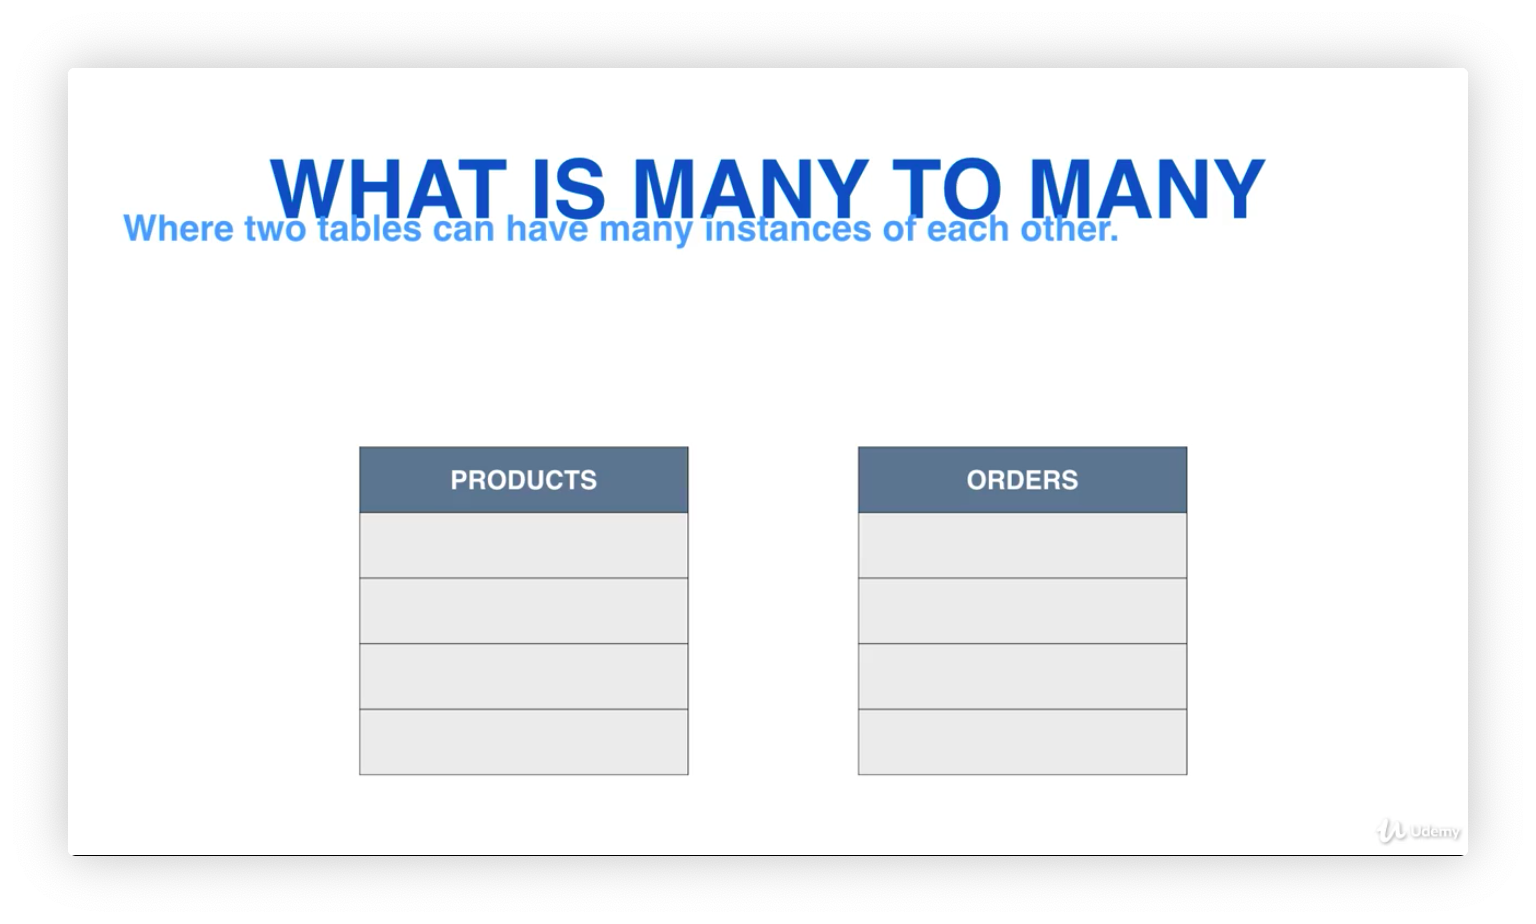 WHAT IS MANY TO MANY
Where two tables can have many instances of each other.
PRODUCTS
ORDERS
Udemy